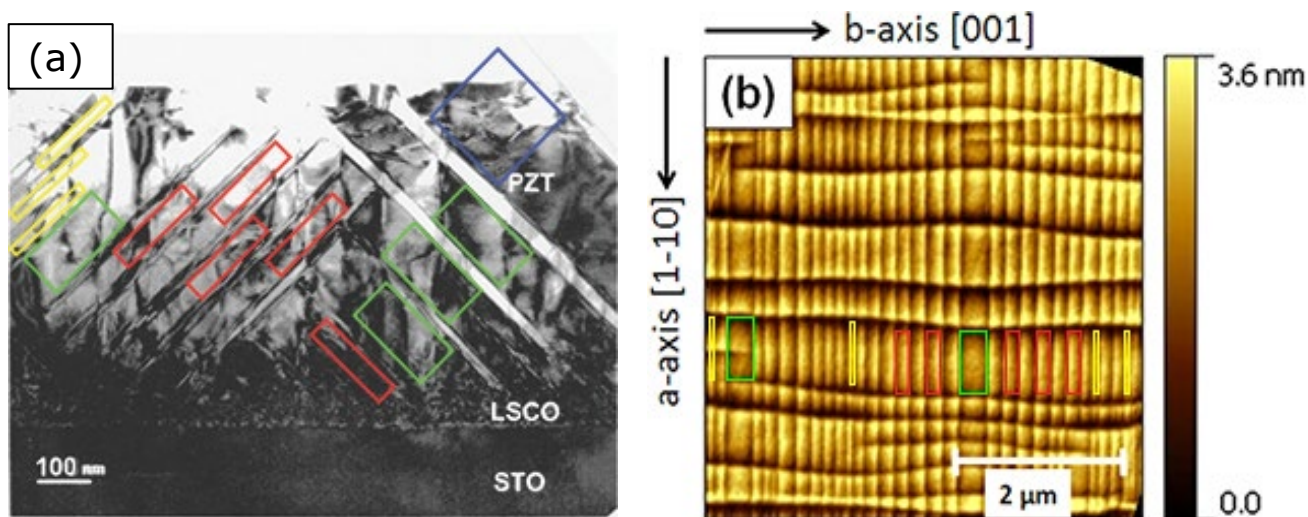 (a)
PZT
LSCO
STO
100 nm
b-axis [001]
a-axis [1-10]
(b)
3.6 nm
2 μm
0.0